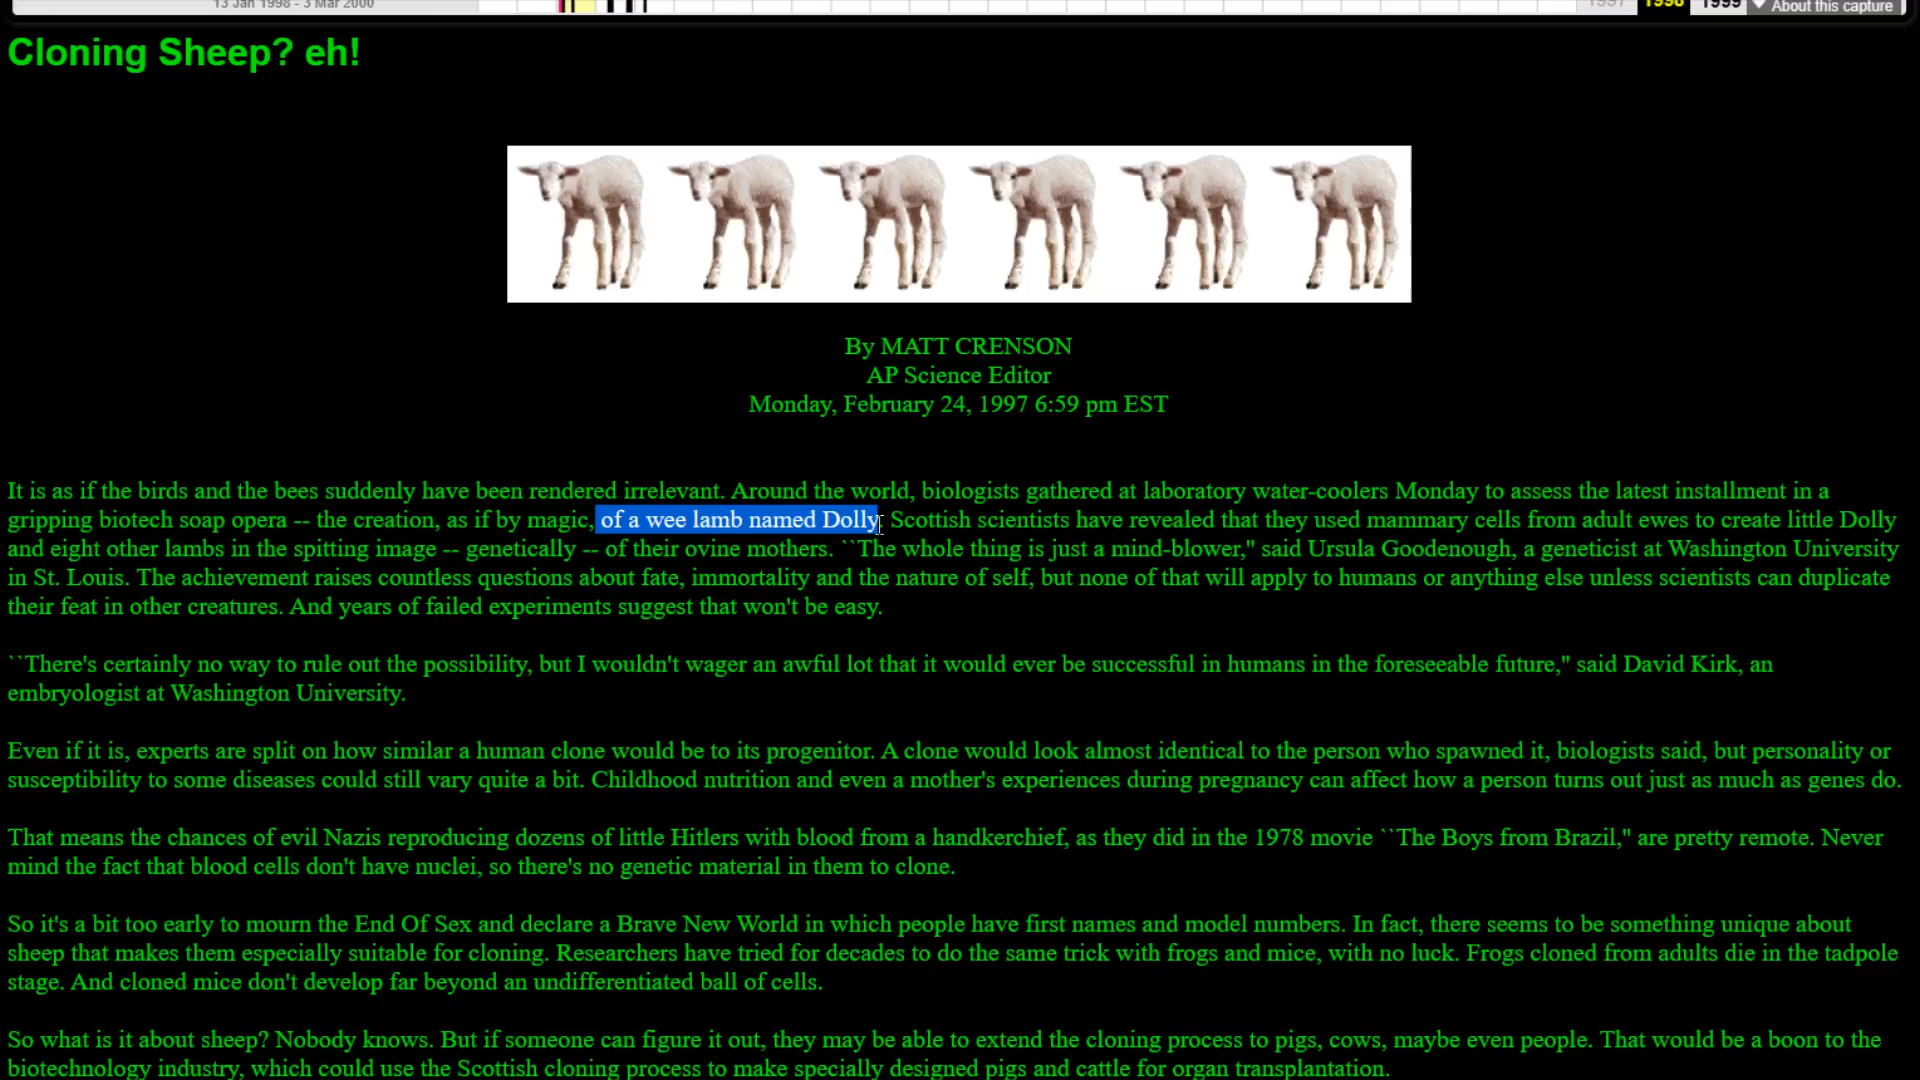 13 Jan 1998 - 3 Mar 2000
1997
1998
1999
▼ About this capture
Cloning Sheep? eh!
By MATT CRENSON
AP Science Editor
Monday, February 24, 1997 6:59 pm EST
It is as if the birds and the bees suddenly have been rendered irrelevant. Around the world, biologists gathered at laboratory water-coolers Monday to assess the latest installment in a
gripping biotech soap opera -- the creation, as if by magic, of a wee lamb named Dolly. Scottish scientists have revealed that they used mammary cells from adult ewes to create little Dolly
and eight other lambs in the spitting image -- genetically -- of their ovine mothers. ``The whole thing is just a mind-blower,'' said Ursula Goodenough, a geneticist at Washington University
in St. Louis. The achievement raises countless questions about fate, immortality and the nature of self, but none of that will apply to humans or anything else unless scientists can duplicate
their feat in other creatures. And years of failed experiments suggest that won't be easy.
``There's certainly no way to rule out the possibility, but I wouldn't wager an awful lot that it would ever be successful in humans in the foreseeable future,'' said David Kirk, an
embryologist at Washington University.
Even if it is, experts are split on how similar a human clone would be to its progenitor. A clone would look almost identical to the person who spawned it, biologists said, but personality or
susceptibility to some diseases could still vary quite a bit. Childhood nutrition and even a mother's experiences during pregnancy can affect how a person turns out just as much as genes do.
That means the chances of evil Nazis reproducing dozens of little Hitlers with blood from a handkerchief, as they did in the 1978 movie ``The Boys from Brazil,'' are pretty remote. Never
mind the fact that blood cells don't have nuclei, so there's no genetic material in them to clone.
So it's a bit too early to mourn the End Of Sex and declare a Brave New World in which people have first names and model numbers. In fact, there seems to be something unique about
sheep that makes them especially suitable for cloning. Researchers have tried for decades to do the same trick with frogs and mice, with no luck. Frogs cloned from adults die in the tadpole
stage. And cloned mice don't develop far beyond an undifferentiated ball of cells.
So what is it about sheep? Nobody knows. But if someone can figure it out, they may be able to extend the cloning process to pigs, cows, maybe even people. That would be a boon to the
biotechnology industry, which could use the Scottish cloning process to make specially designed pigs and cattle for organ transplantation.